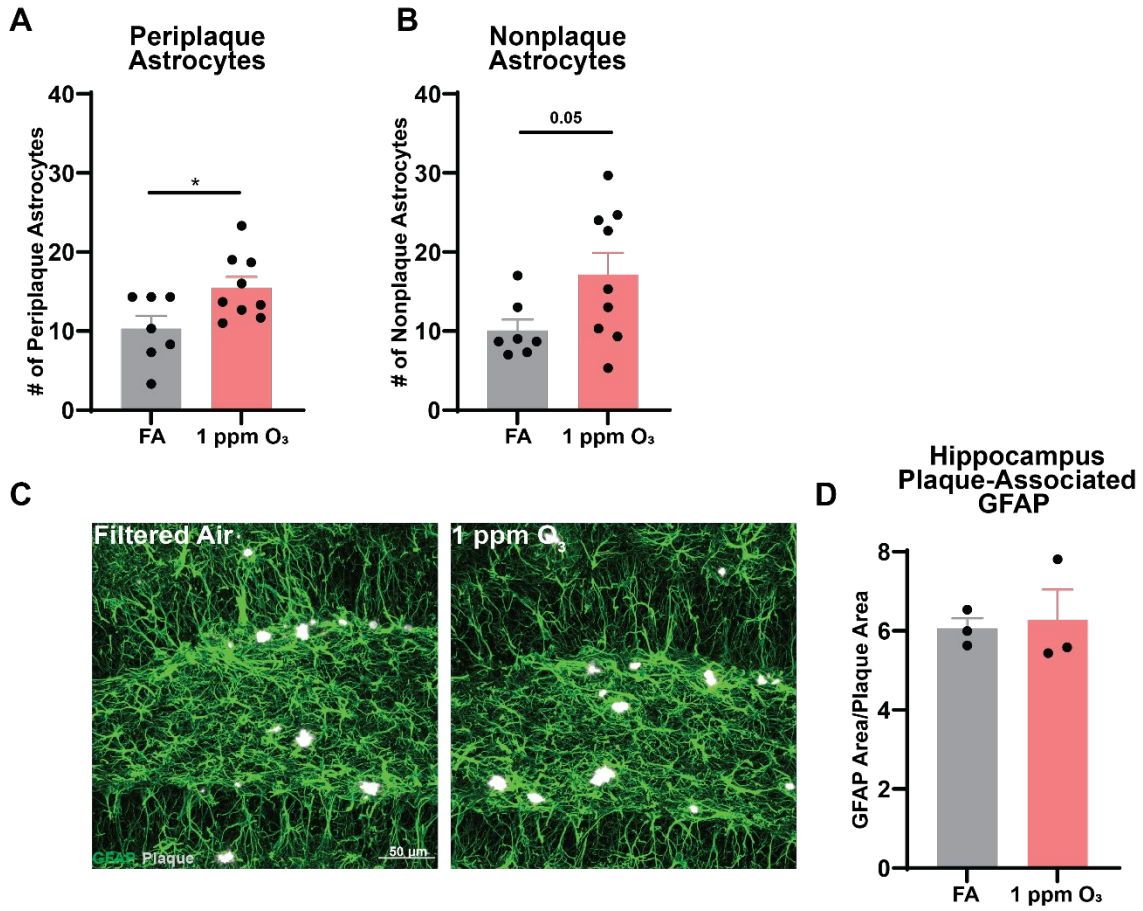 A
Periplaque
Astrocytes
# of Periplaque Astrocytes
40
30
20
10
0
*
FA
1 ppm O₃
B
Nonplaque
Astrocytes
# of Nonplaque Astrocytes
40
30
20
10
0
0.05
FA
1 ppm O₃
C
Filtered Air
1 ppm O₃
GFAP Plaque
50 µm
D
Hippocampus
Plaque-Associated
GFAP
GFAP Area/Plaque Area
8
6
4
2
0
FA
1 ppm O₃